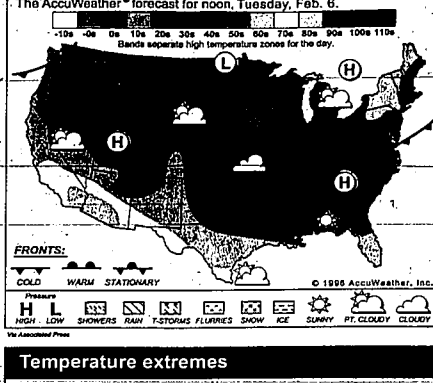 The AccuWeather™ forecast for noon, Tuesday, Feb. 6.
-10s -0s 0s 10s 20s 30s 40s 50s 60s 70s 80s 90s 100s 110s
Bands separate high temperature zones for the day.
L
H
H
H
FRONTS:
COLD WARM STATIONARY
© 1996 AccuWeather, Inc.
Pressure
H L
HIGH LOW SHOWERS RAIN T-STORMS FLURRIES SNOW ICE SUNNY PT. CLOUDY CLOUDY
Via Associated Press
Temperature extremes